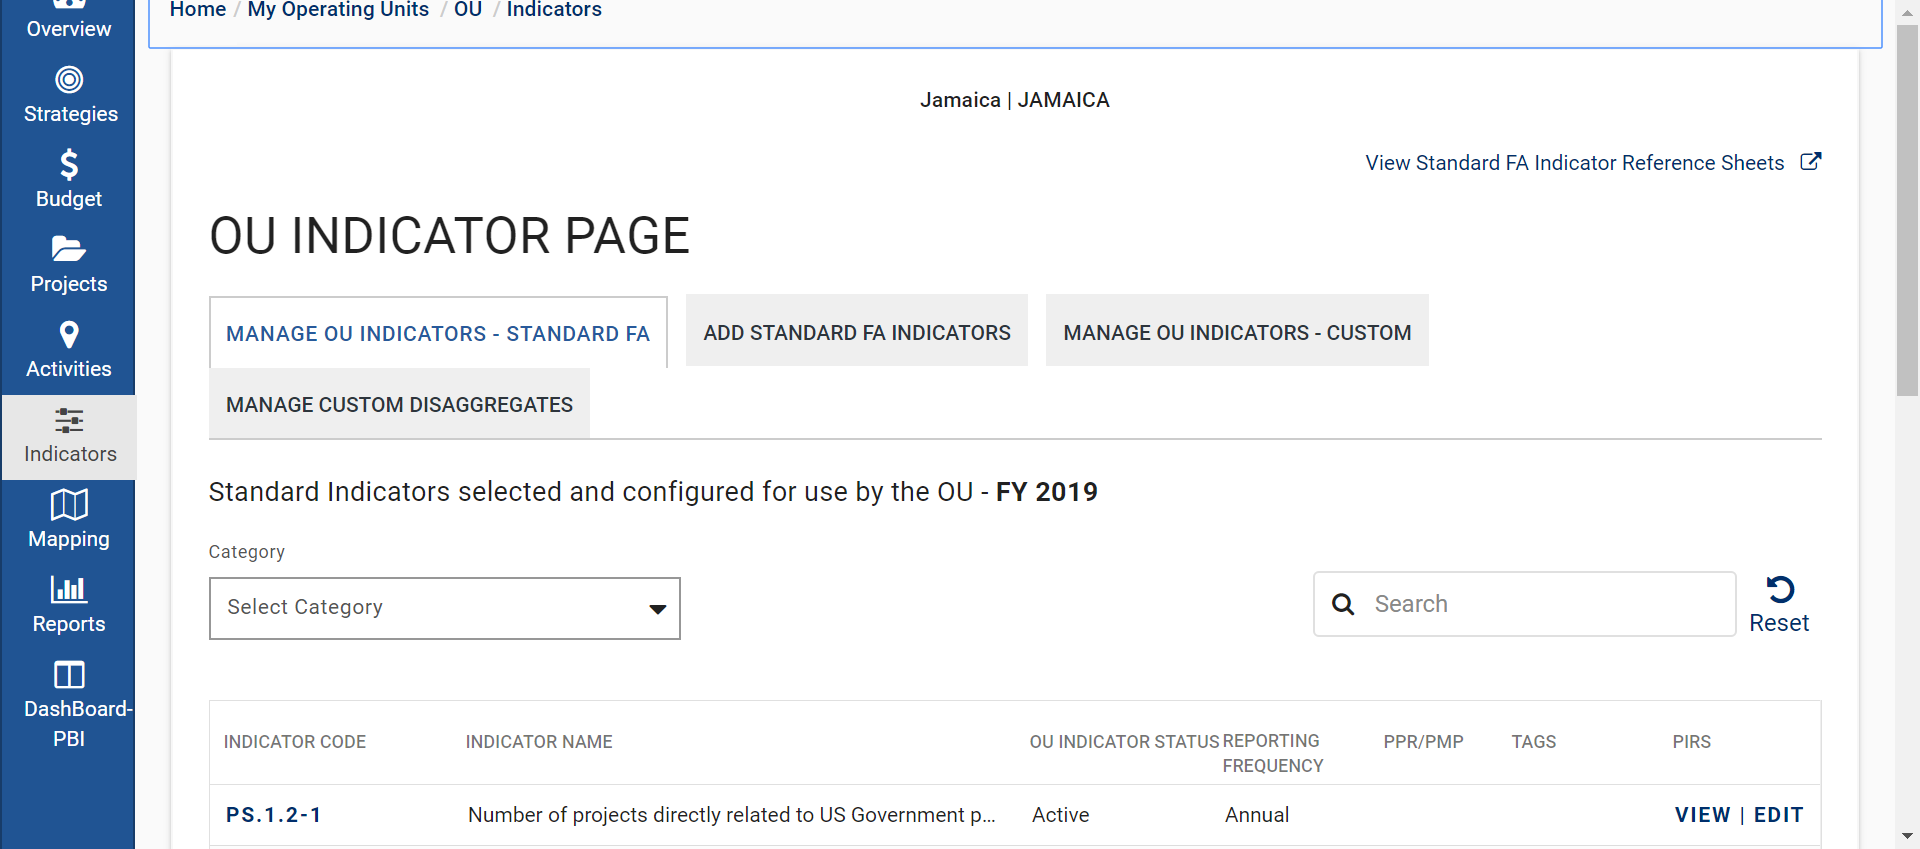 Home / My Operating Units / OU / Indicators
Overview
Strategies
Budget
Projects
Activities
Indicators
Mapping
Reports
DashBoard-
PBI
Jamaica | JAMAICA
View Standard FA Indicator Reference Sheets
OU INDICATOR PAGE
MANAGE OU INDICATORS - STANDARD FA
ADD STANDARD FA INDICATORS
MANAGE OU INDICATORS - CUSTOM
MANAGE CUSTOM DISAGGREGATES
Standard Indicators selected and configured for use by the OU - FY 2019
Category
Select Category
Search
Reset
INDICATOR CODE INDICATOR NAME OU INDICATOR STATUS REPORTING FREQUENCY PPR/PMP TAGS PIRS
PS.1.2-1 Number of projects directly related to US Government p... Active Annual VIEW | EDIT